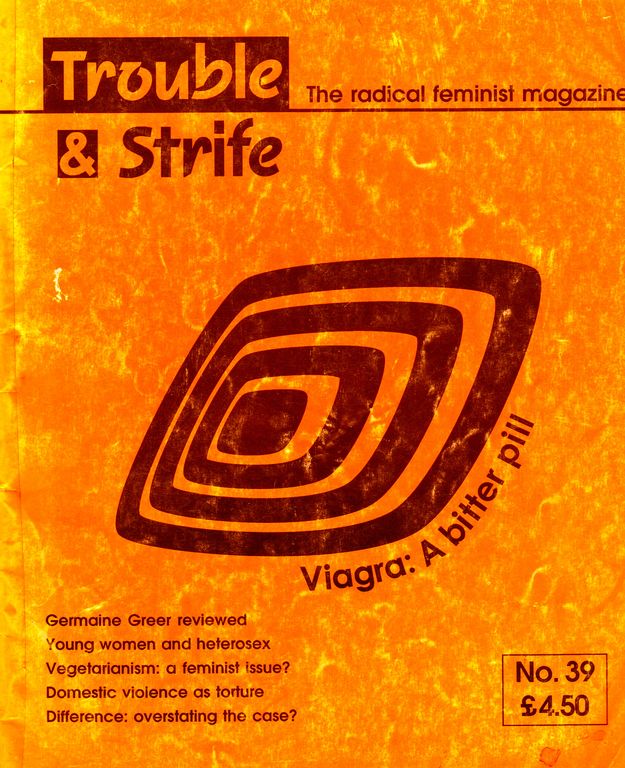 Trouble
The radical feminist magazine
& Strife
Viagra: A bitter pill
Germaine Greer reviewed
Young women and heterosex
Vegetarianism: a feminist issue?
Domestic violence as torture
Difference: overstating the case?
No. 39
£4.50